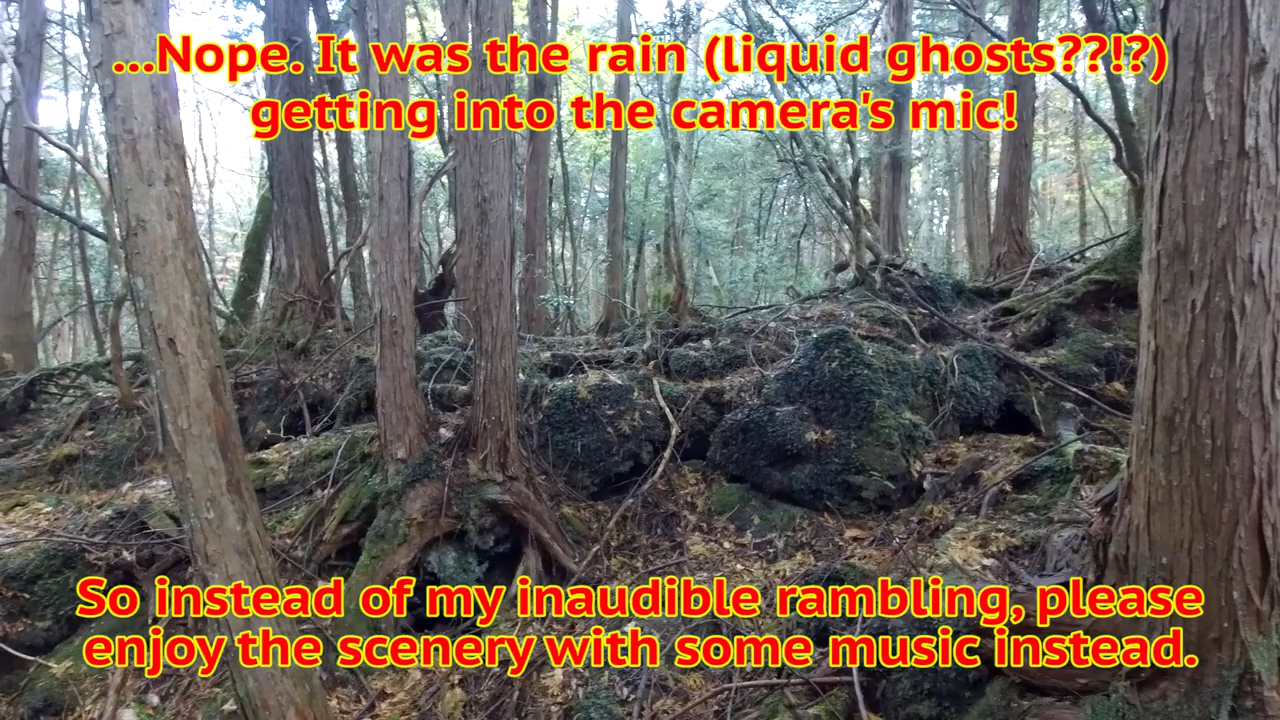 ...Nope. It was the rain (liquid ghosts??!?)
getting into the camera's mic!
So instead of my inaudible rambling, please
enjoy the scenery with some music instead.